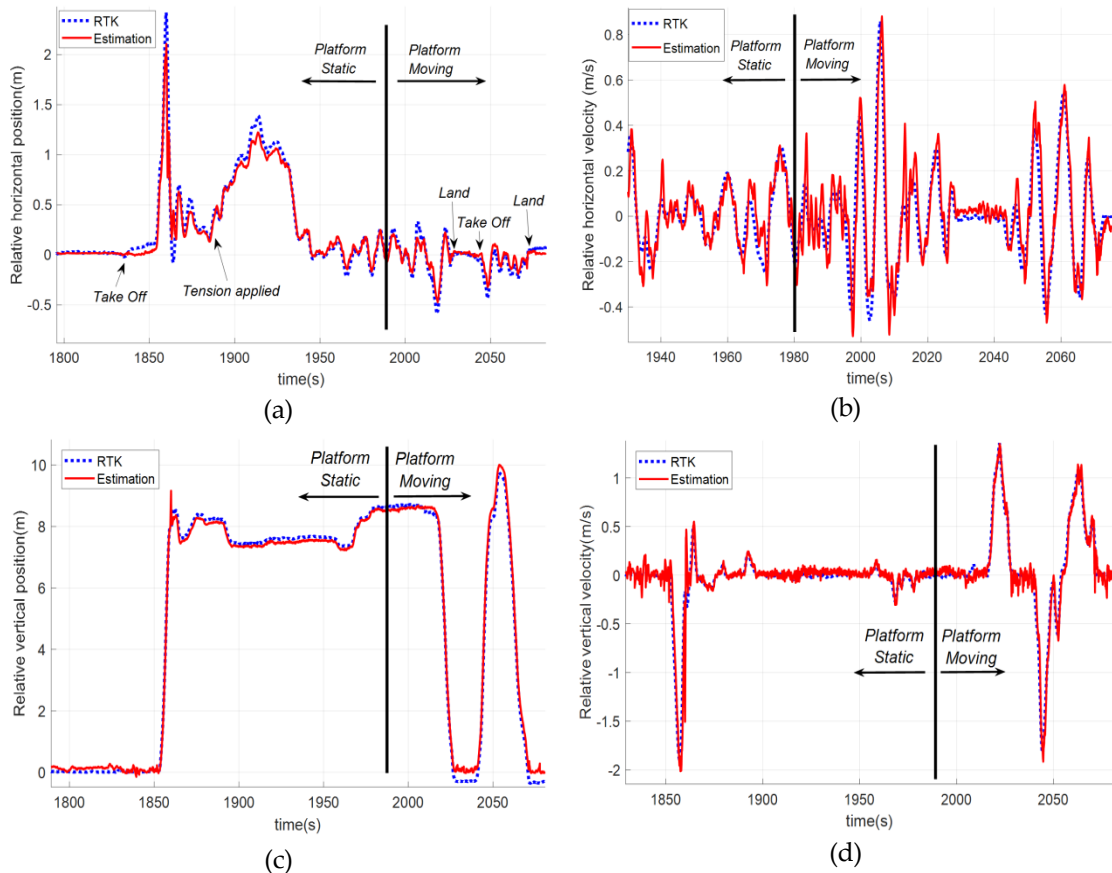 RTK
Estimation
Platform
Static
Platform
Moving
Land
Take Off
Land
Take Off
Tension applied
2.5
2
1.5
1
0.5
0
-0.5
Relative horizontal position(m)
1800 1850 1900 1950 2000 2050
time(s)
(a)
RTK
Estimation
Platform
Static
Platform
Moving
0.8
0.6
0.4
0.2
0
-0.2
-0.4
Relative horizontal velocity (m/s)
1940 1960 1980 2000 2020 2040 2060
time(s)
(b)
RTK
Estimation
Platform
Static
Platform
Moving
10
8
6
4
2
0
Relative vertical position(m)
1800 1850 1900 1950 2000 2050
time(s)
(c)
RTK
Estimation
Platform
Static
Platform
Moving
1
0.5
0
-0.5
-1
-1.5
-2
Relative vertical velocity (m/s)
1850 1900 1950 2000 2050
time(s)
(d)